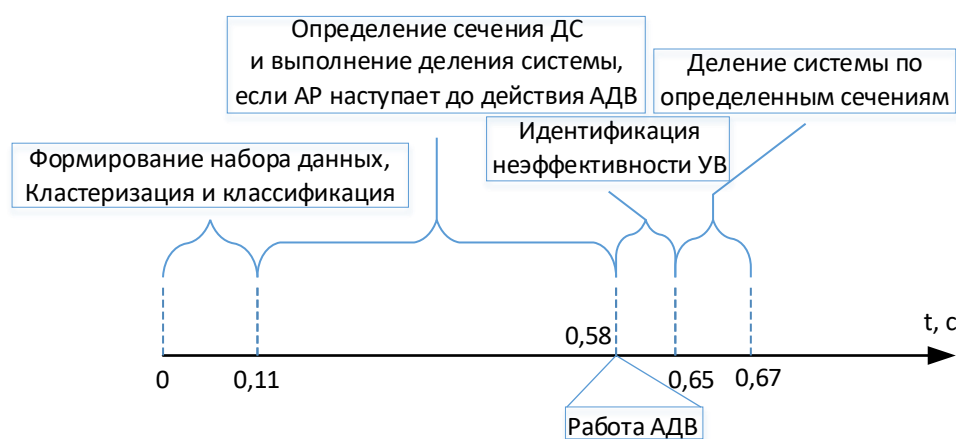 Определение сечения ДС
и выполнение деления системы,
если АР наступает до действия АДВ
Деление системы по
определенным сечениям
Идентификация
неэффективности УВ
Формирование набора данных,
Кластеризация и классификация
0,58
t, с
0
0,11
0,65
0,67
Работа АДВ